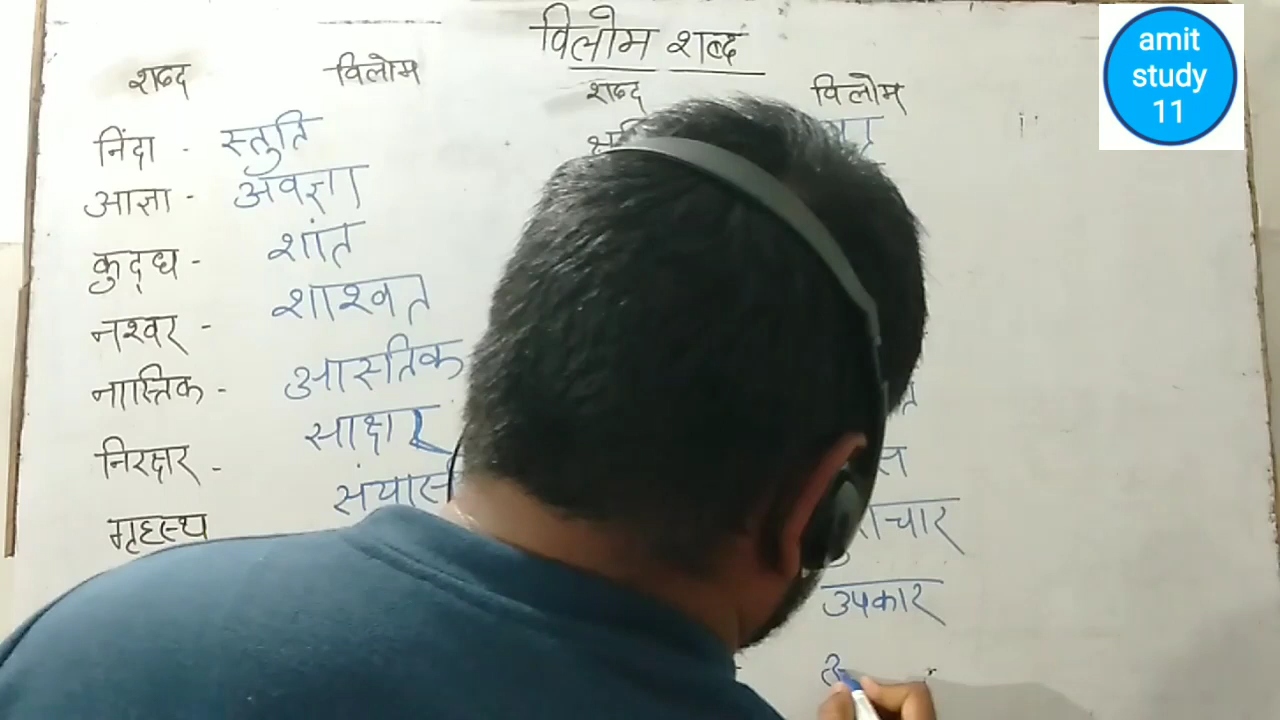 विलोम शब्द
शब्द विलोम शब्द विलोम
निंदा - स्तुति
आज्ञा - अवज्ञा
कुद्ध - शांत
नश्वर - शाश्वत
नास्तिक - आस्तिक
निरक्षर - साक्षर
गृहस्थ
उपकार
amit
study
11